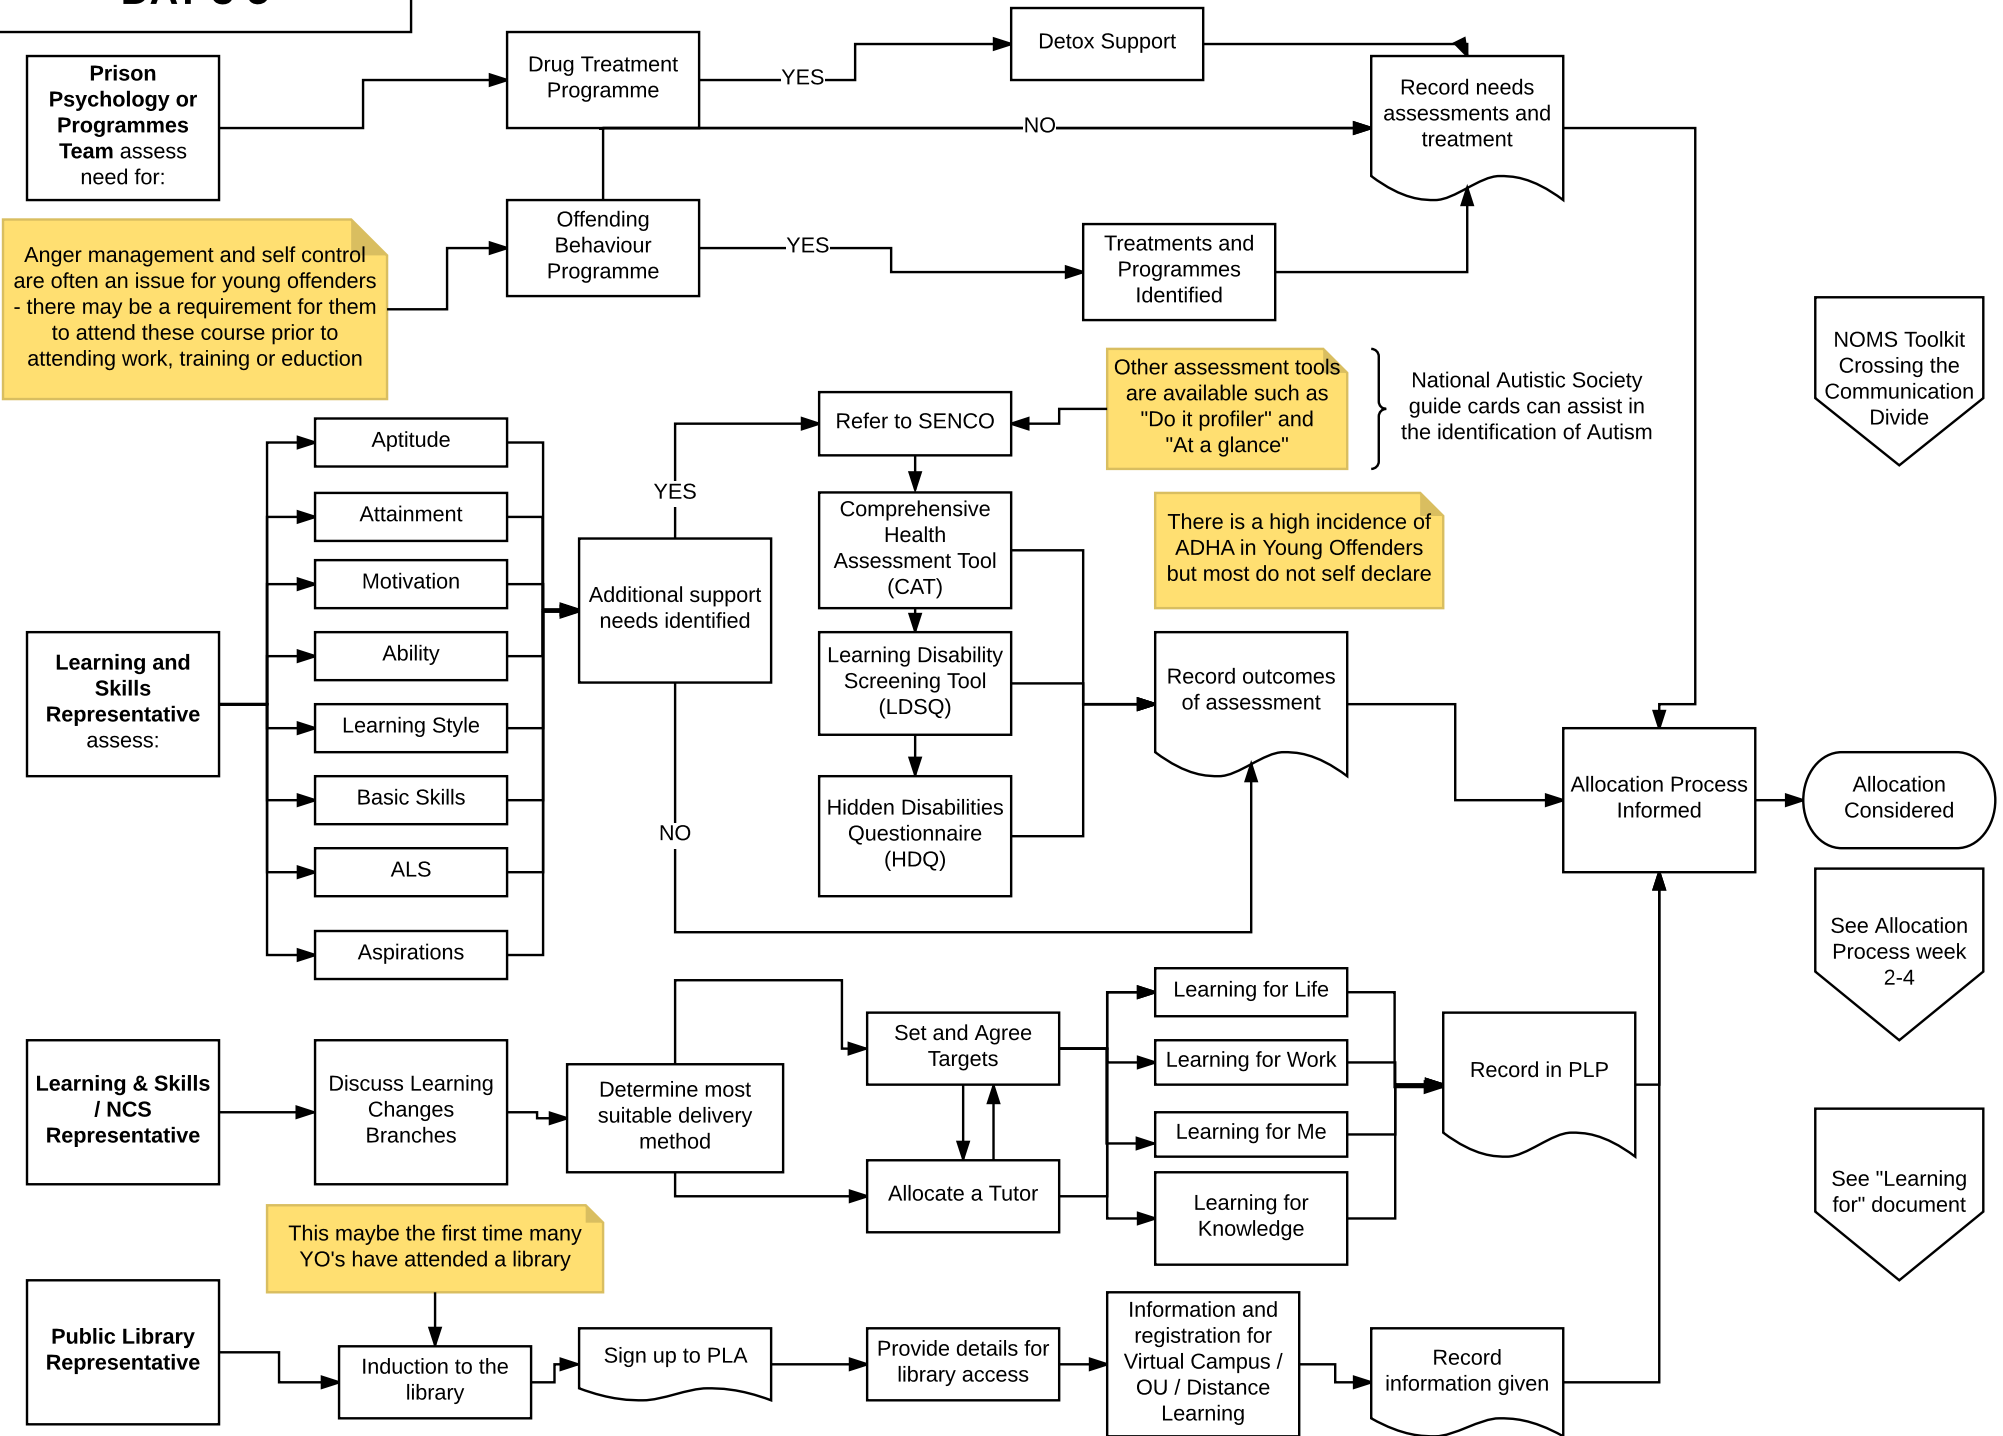 Prison
Psychology or
Programmes
Team assess
need for:
Drug Treatment
Programme
YES
Detox Support
Record needs
assessments and
treatment
NO
Anger management and self control
are often an issue for young offenders
- there may be a requirement for them
to attend these course prior to
attending work, training or eduction
Offending
Behaviour
Programme
YES
Treatments and
Programmes
Identified
NOMS Toolkit
Crossing the
Communication
Divide
Other assessment tools
are available such as
"Do it profiler" and
"At a glance"
National Autistic Society
guide cards can assist in
the identification of Autism
Refer to SENCO
Aptitude
Attainment
Motivation
Ability
Learning Style
Basic Skills
ALS
Aspirations
Learning and
Skills
Representative
assess:
YES
Additional support
needs identified
NO
Comprehensive
Health
Assessment Tool
(CAT)
There is a high incidence of
ADHA in Young Offenders
but most do not self declare
Learning Disability
Screening Tool
(LDSQ)
Record outcomes
of assessment
Hidden Disabilities
Questionnaire
(HDQ)
Allocation Process
Informed
Allocation
Considered
See Allocation
Process week
2-4
Learning & Skills
/ NCS
Representative
Discuss Learning
Changes
Branches
Determine most
suitable delivery
method
Set and Agree
Targets
Allocate a Tutor
Learning for Life
Learning for Work
Learning for Me
Learning for
Knowledge
Record in PLP
See "Learning
for" document
This maybe the first time many
YO's have attended a library
Public Library
Representative
Induction to the
library
Sign up to PLA
Provide details for
library access
Information and
registration for
Virtual Campus /
OU / Distance
Learning
Record
information given